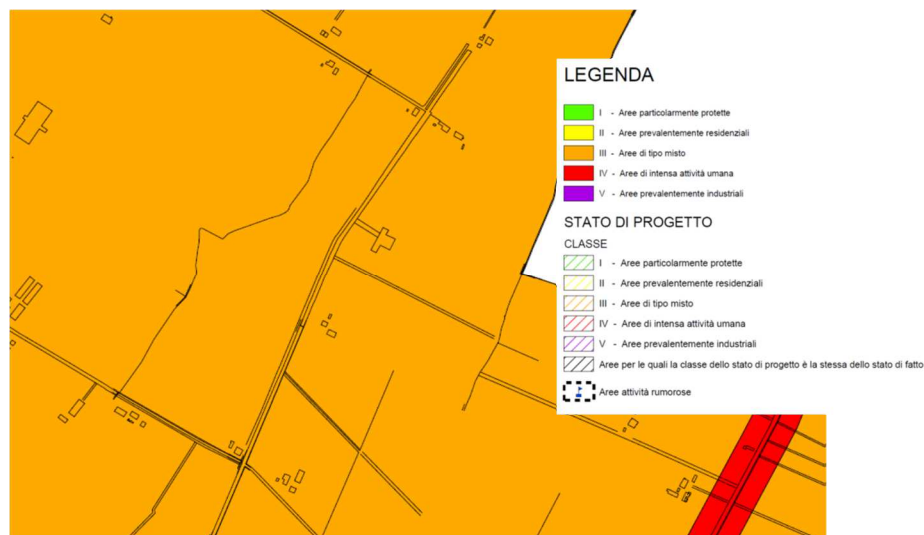 LEGENDA
I - Aree particolarmente protette
II - Aree prevalentemente residenziali
III - Aree di tipo misto
IV - Aree di intensa attività umana
V - Aree prevalentemente industriali
STATO DI PROGETTO
CLASSE
I - Aree particolarmente protette
II - Aree prevalentemente residenziali
III - Aree di tipo misto
IV - Aree di intensa attività umana
V - Aree prevalentemente industriali
Aree per le quali la classe dello stato di progetto è la stessa dello stato di fatto
Aree attività rumorose